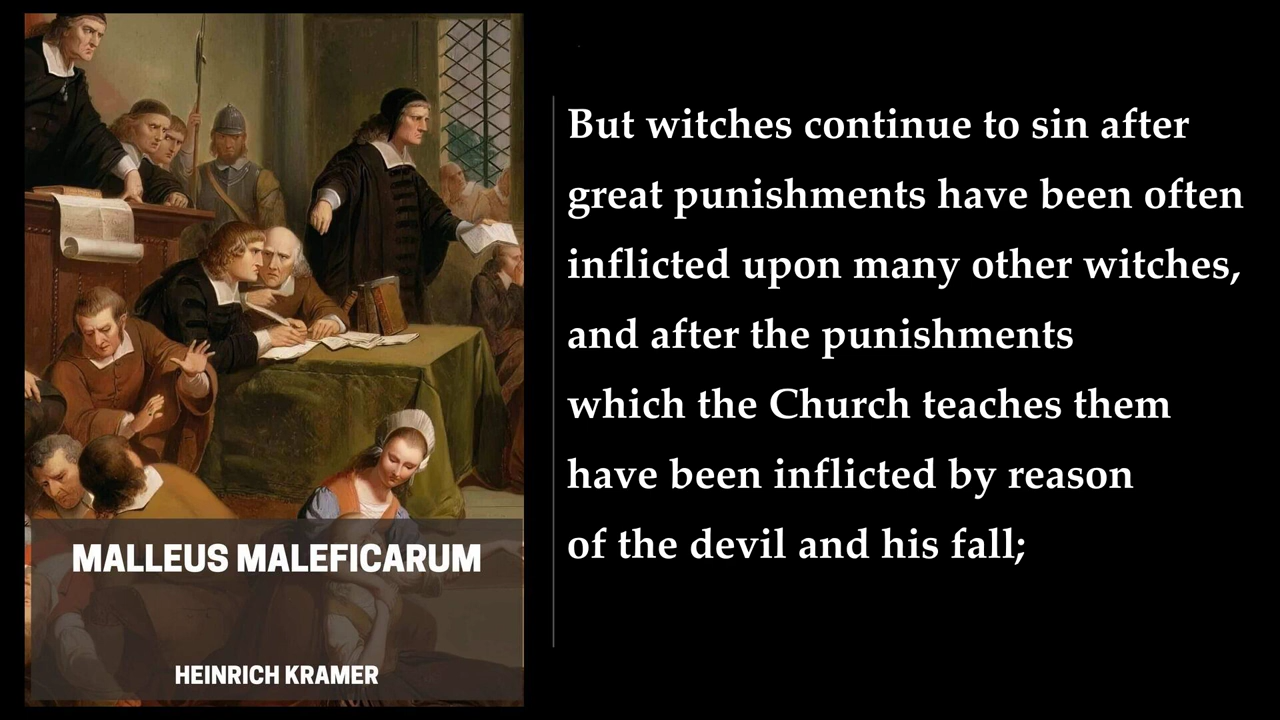 MALLEUS MALEFICARUM
HEINRICH KRAMER
But witches continue to sin after
great punishments have been often
inflicted upon many other witches,
and after the punishments
which the Church teaches them
have been inflicted by reason
of the devil and his fall;